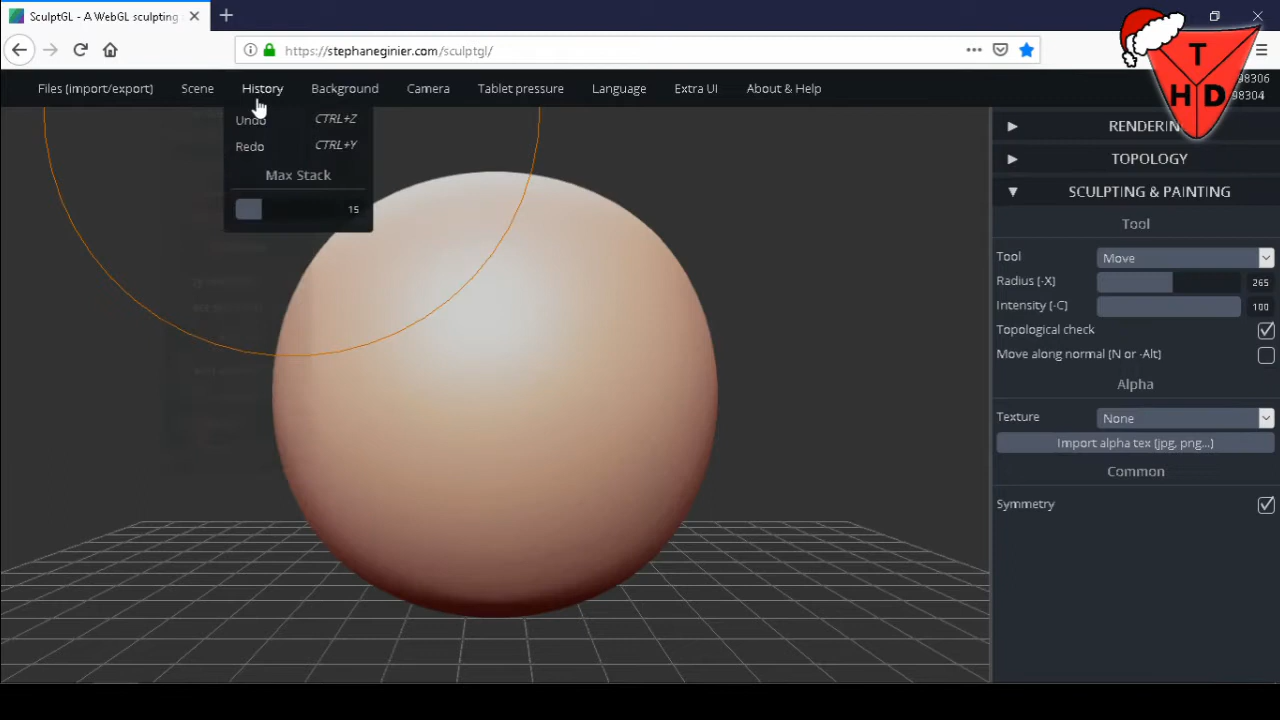 SculptGL - A WebGL sculpting
https://stephaneginier.com/sculptgl/
T
H D
Files (import/export) Scene History Background Camera Tablet pressure Language Extra UI About & Help
98306
98304
Undo CTRL+Z
Redo CTRL+Y
Max Stack
15
RENDERIN
TOPOLOGY
SCULPTING & PAINTING
Tool
Tool Move
Radius (-X) 265
Intensity (-C) 100
Topological check
Move along normal (N or -Alt)
Alpha
Texture None
Import alpha tex (jpg, png...)
Common
Symmetry